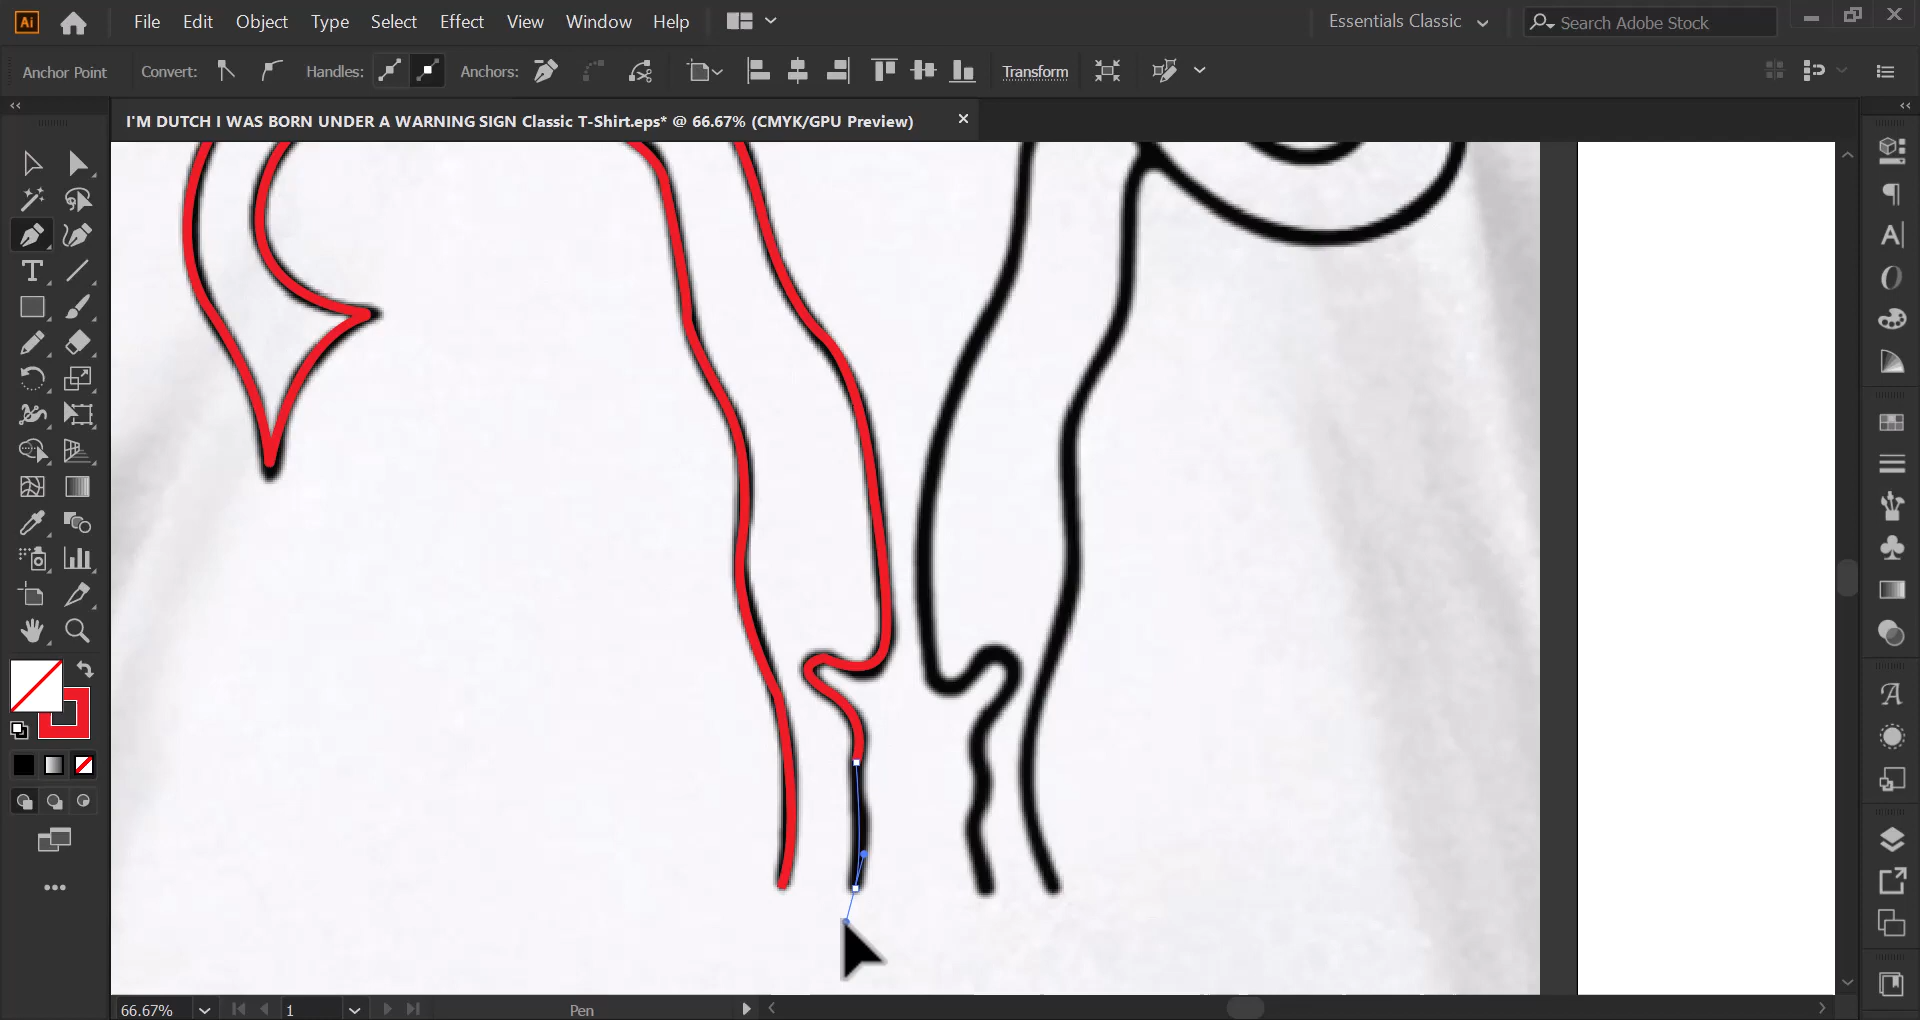 Ai File Edit Object Type Select Effect View Window Help Essentials Classic Search Adobe Stock
Anchor Point Convert: Handles: Anchors: Transform
I'M DUTCH I WAS BORN UNDER A WARNING SIGN Classic T-Shirt.eps* @ 66.67% (CMYK/GPU Preview)
66.67% 1 Pen